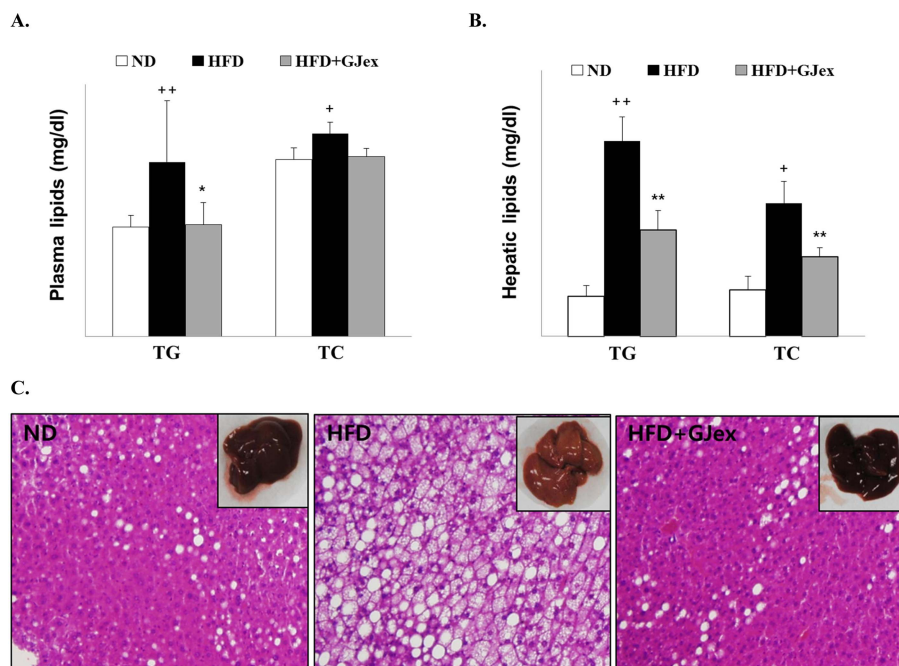 A.
ND HFD HFD+GJex
Plasma lipids (mg/dl)
++
*
+
TG TC
B.
ND HFD HFD+GJex
Hepatic lipids (mg/dl)
++
**
+
**
TG TC
C.
ND HFD HFD+GJex